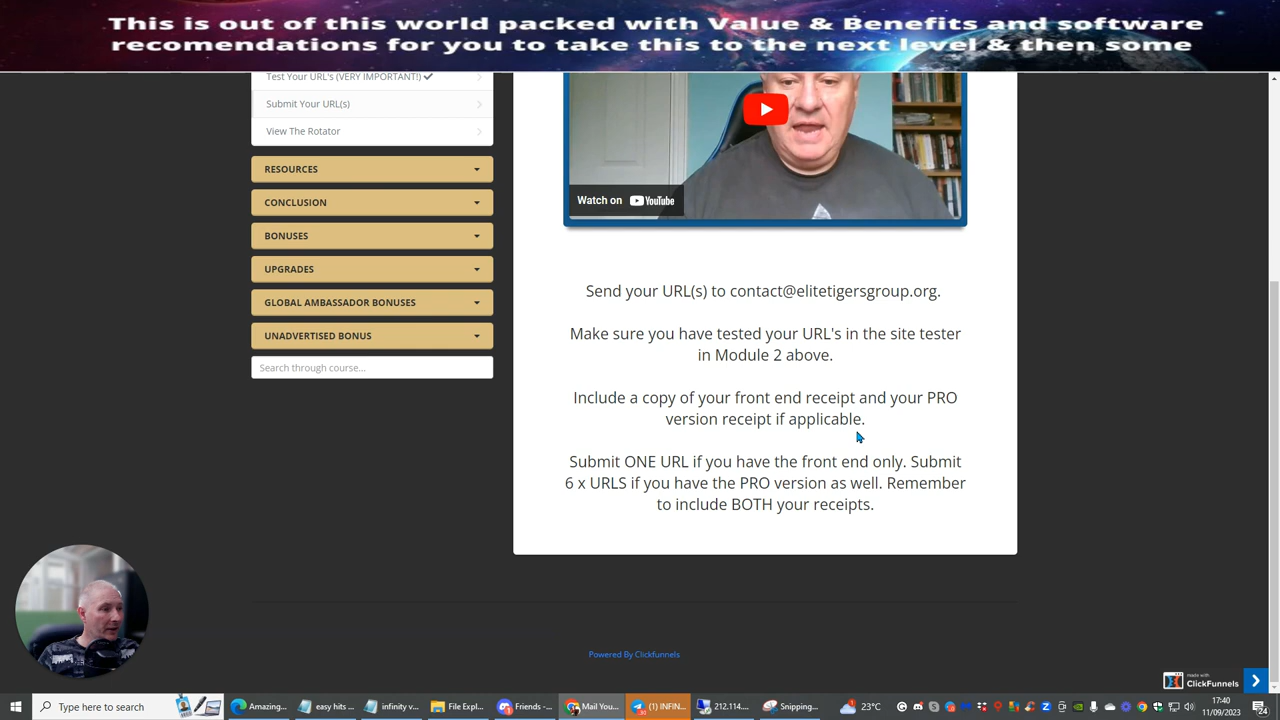 This is out of this world packed with Value & Benefits and software
recomendations for you to take this to the next level & then some
Test Your URL's (VERY IMPORTANT!)
Submit Your URL(s)
View The Rotator
RESOURCES
CONCLUSION
BONUSES
UPGRADES
GLOBAL AMBASSADOR BONUSES
UNADVERTISED BONUS
Search through course...
Watch on YouTube
Send your URL(s) to contact@elitetigersgroup.org.
Make sure you have tested your URL's in the site tester
in Module 2 above.
Include a copy of your front end receipt and your PRO
version receipt if applicable.
Submit ONE URL if you have the front end only. Submit
6 x URLS if you have the PRO version as well. Remember
to include BOTH your receipts.
Powered By Clickfunnels
made with
ClickFunnels
Type here to search
Amazing...
easy hits ...
infinity v...
File Expl...
Friends - ...
Mail You...
(1) INFIN...
212.114....
Snipping...
23°C
17:40
11/09/2023
24